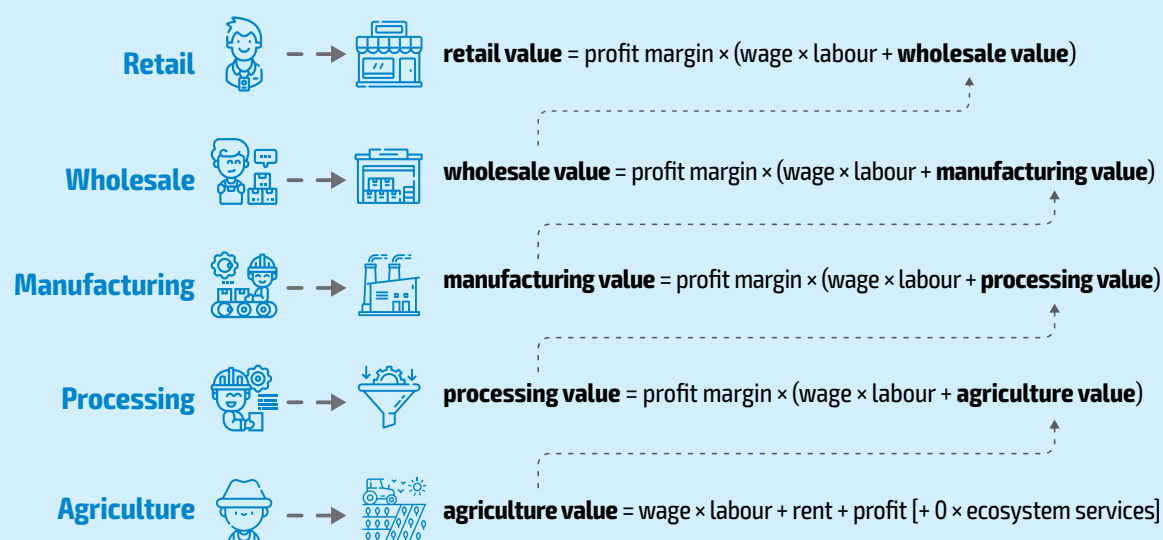 Retail
retail value = profit margin × (wage × labour + wholesale value)
Wholesale
wholesale value = profit margin × (wage × labour + manufacturing value)
Manufacturing
manufacturing value = profit margin × (wage × labour + processing value)
Processing
processing value = profit margin × (wage × labour + agriculture value)
Agriculture
agriculture value = wage × labour + rent + profit [+ 0 × ecosystem services]